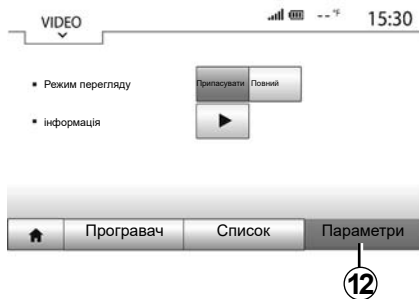 VIDEO --°F 15:30
▪ Режим перегляду Припасувати Повний
▪ інформація
Програвач Список Параметри
12